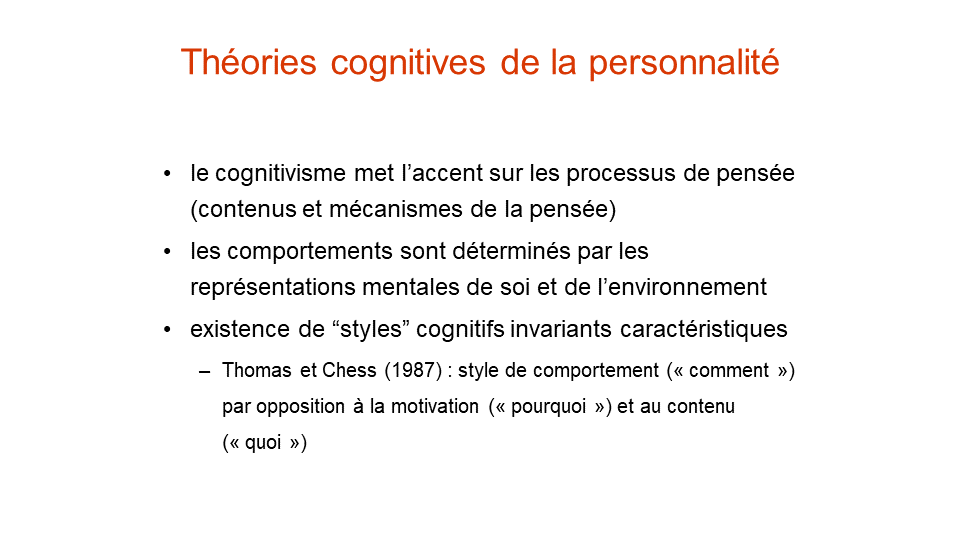 Théories cognitives de la personnalité
• le cognitivisme met l’accent sur les processus de pensée
(contenus et mécanismes de la pensée)
• les comportements sont déterminés par les
représentations mentales de soi et de l’environnement
• existence de “styles” cognitifs invariants caractéristiques
– Thomas et Chess (1987) : style de comportement (« comment »)
par opposition à la motivation (« pourquoi ») et au contenu
(« quoi »)